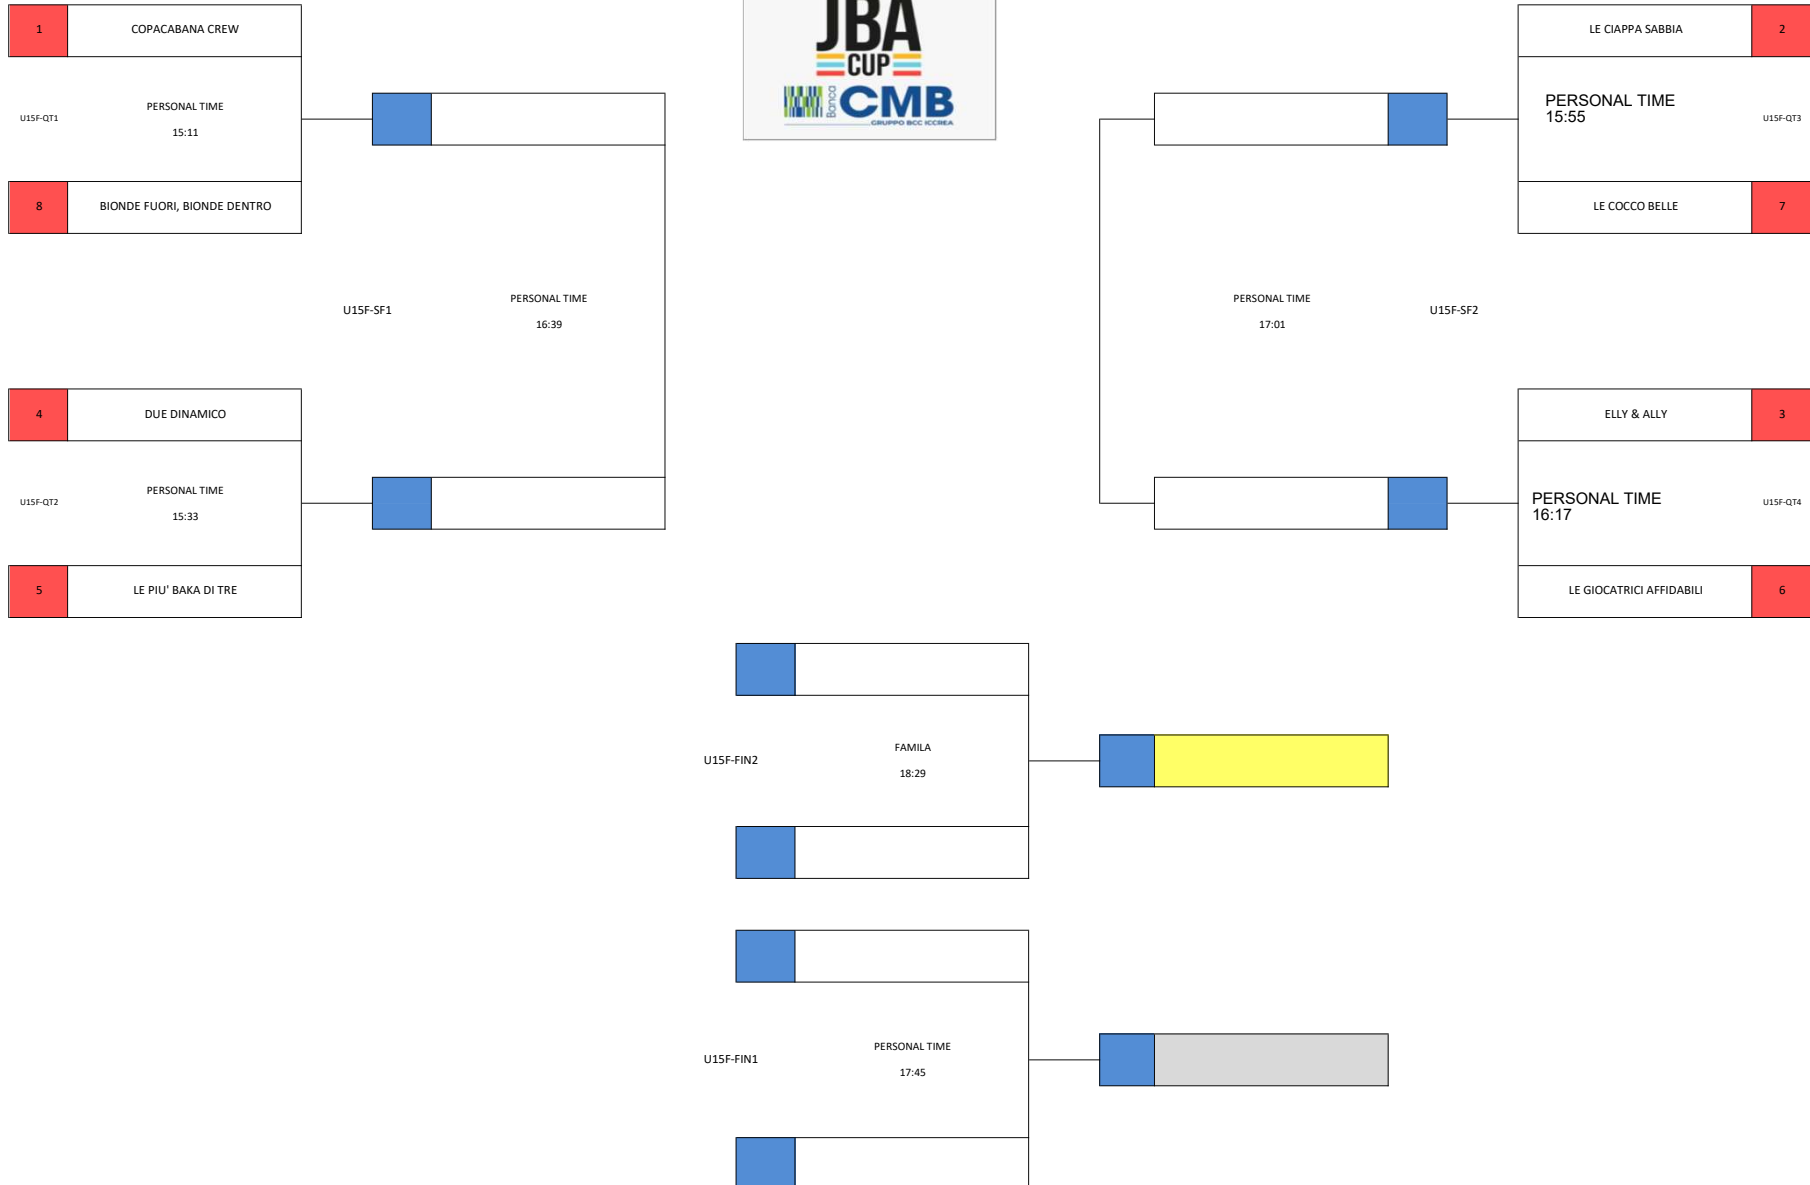 1
COPACABANA CREW
U15F-QT1
PERSONAL TIME
15:11
8
BIONDE FUORI, BIONDE DENTRO
U15F-SF1
PERSONAL TIME
16:39
4
DUE DINAMICO
U15F-QT2
PERSONAL TIME
15:33
5
LE PIU' BAKA DI TRE
JBA
CUP
Banca
CMB
GRUPPO BCC ICCREA
LE CIAPPA SABBIA
2
PERSONAL TIME
15:55
U15F-QT3
LE COCCO BELLE
7
PERSONAL TIME
17:01
U15F-SF2
ELLY & ALLY
3
PERSONAL TIME
16:17
U15F-QT4
LE GIOCATRICI AFFIDABILI
6
U15F-FIN2
FAMILA
18:29
U15F-FIN1
PERSONAL TIME
17:45